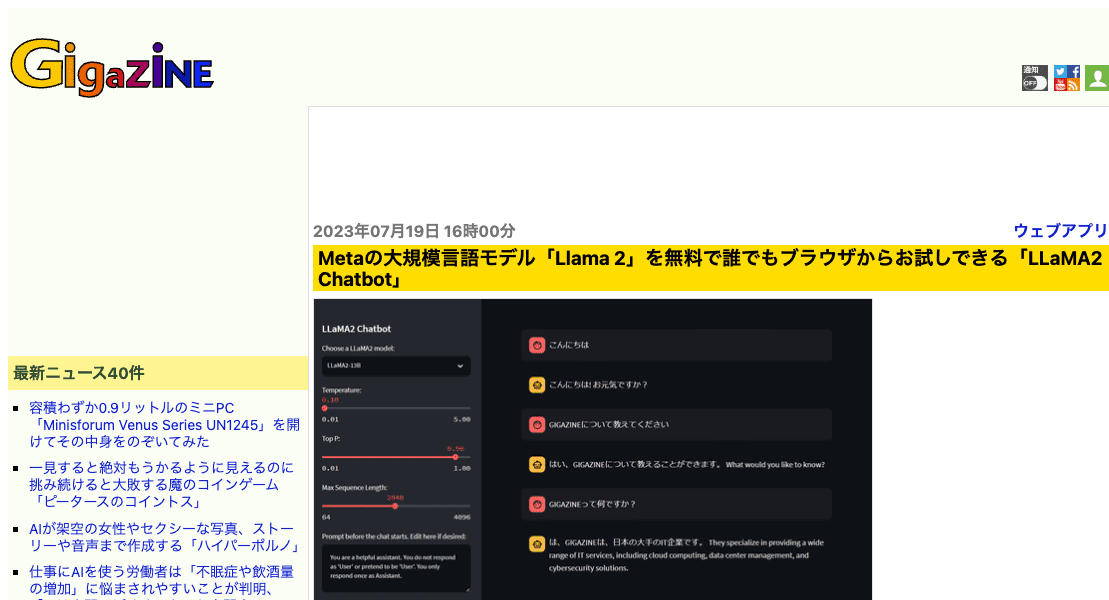 GIGAZINE
通知
OFF
2023年07月19日 16時00分
ウェブアプリ
Metaの大規模言語モデル「Llama 2」を無料で誰でもブラウザからお試しできる「LLaMA2
Chatbot」
LLaMA2 Chatbot
Choose a LLaMA2 model:
LLaMA2-13B
Temperature:
0.10
0.01 5.00
Top P:
0.90
0.01 1.00
Max Sequence Length:
2048
64 4096
Prompt before the chat starts. Edit here if desired:
You are a helpful assistant. You do not respond
as 'User' or pretend to be 'User'. You only
respond once as Assistant.
こんにちは
こんにちは! お元気ですか？
GIGAZINEについて教えてください
はい、GIGAZINEについて教えることができます。 What would you like to know?
GIGAZINEって何ですか？
は、GIGAZINEは、日本の大手のIT企業です。 They specialize in providing a wide
range of IT services, including cloud computing, data center management, and
cybersecurity solutions.
最新ニュース40件
容積わずか0.9リットルのミニPC
「Minisforum Venus Series UN1245」を開
けてその中身をのぞいてみた
一見すると絶対もうかるように見えるのに
挑み続けると大敗する魔のコインゲーム
「ピータースのコイントス」
AIが架空の女性やセクシーな写真、ストー
リーや音声まで作成する「ハイパーポルノ」
仕事にAIを使う労働者は「不眠症や飲酒量
の増加」に悩まされやすいことが判明、